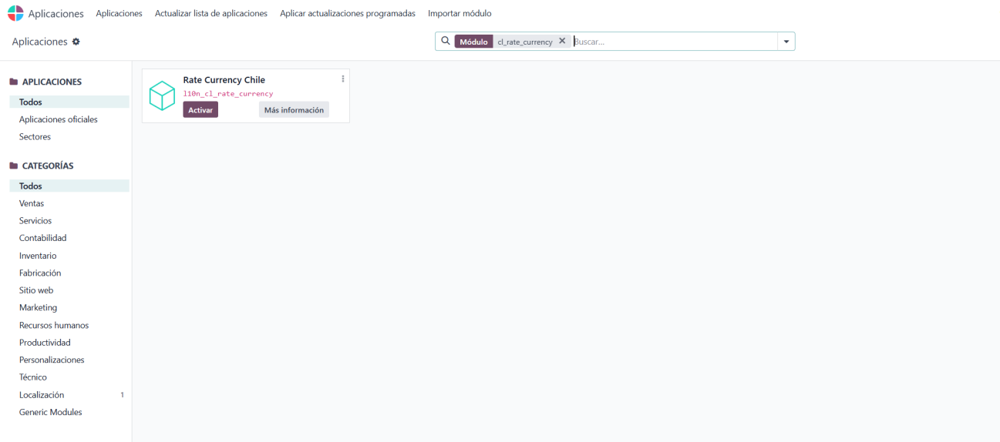 Aplicaciones Aplicaciones Actualizar lista de aplicaciones Aplicar actualizaciones programadas Importar módulo
Aplicaciones Módulo cl_rate_currency Buscar...
APLICACIONES
Todos
Aplicaciones oficiales
Sectores
CATEGORÍAS
Todos
Ventas
Servicios
Contabilidad
Inventario
Fabricación
Sitio web
Marketing
Recursos humanos
Productividad
Personalizaciones
Técnico
Localización 1
Generic Modules
Rate Currency Chile
l10n_cl_rate_currency
Activar Más información